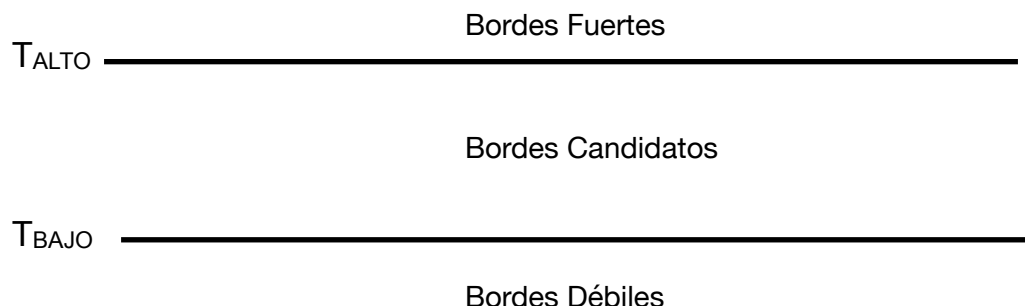 Bordes Fuertes
TALTO
Bordes Candidatos
TBAJO
Bordes Débiles